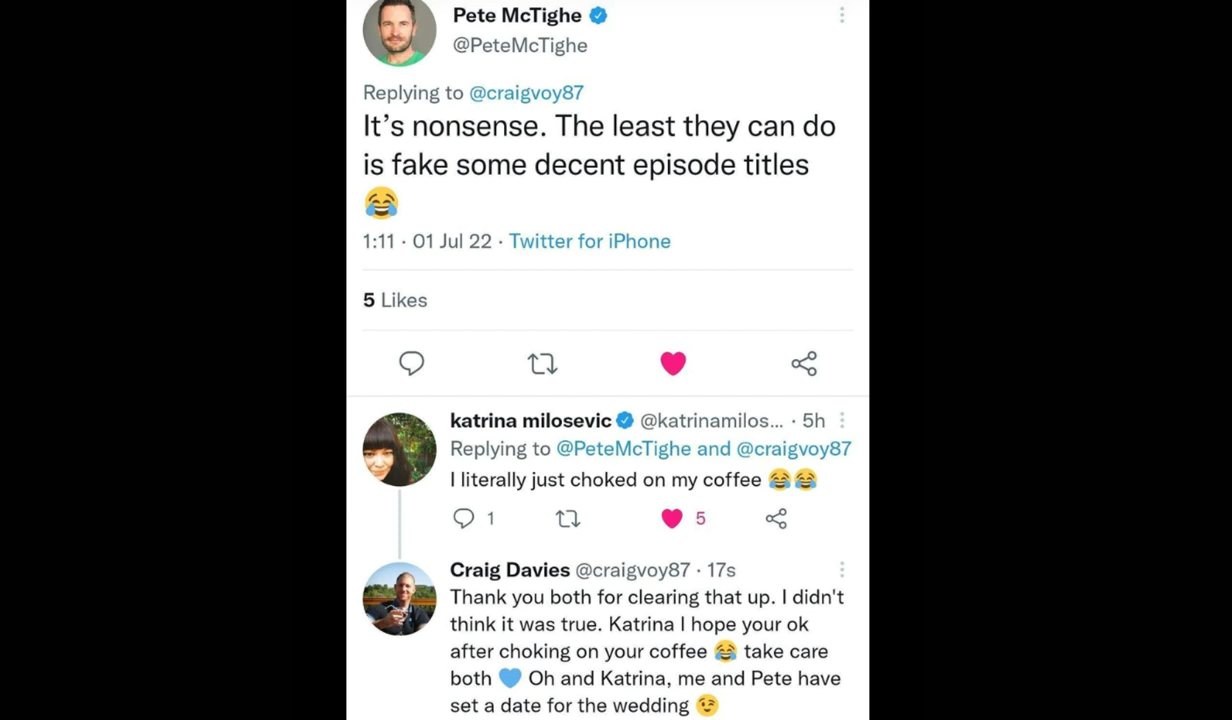 Pete McTighe
@PeteMcTighe
Replying to @craigvoy87
It’s nonsense. The least they can do
is fake some decent episode titles
😂
1:11 · 01 Jul 22 · Twitter for iPhone
5 Likes
katrina milosevic @katrinamilos... · 5h
Replying to @PeteMcTighe and @craigvoy87
I literally just choked on my coffee 😂😂
1 5
Craig Davies @craigvoy87 · 17s
Thank you both for clearing that up. I didn't
think it was true. Katrina I hope your ok
after choking on your coffee 😂 take care
both 💙 Oh and Katrina, me and Pete have
set a date for the wedding 😉